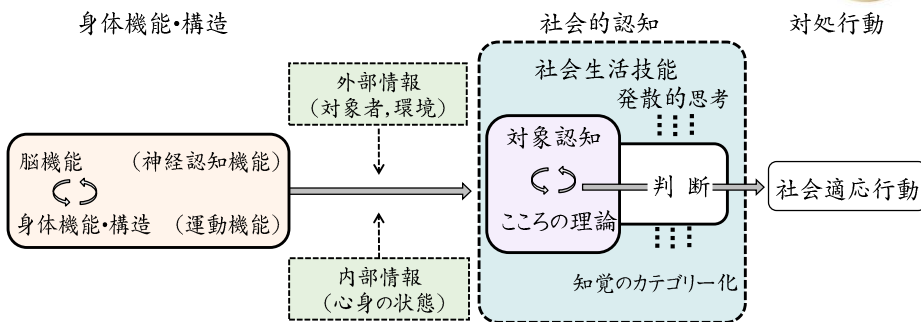 身体機能・構造
社会的認知
対処行動
外部情報
(対象者,環境)
社会生活技能
発散的思考
脳機能 (神経認知機能)
身体機能・構造 (運動機能)
対象認知
こころの理論
判断
社会適応行動
内部情報
(心身の状態)
知覚のカテゴリー化